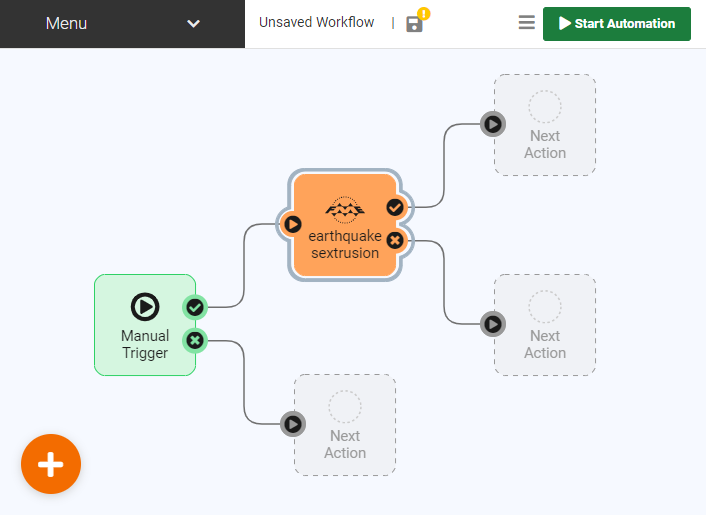 Menu
Unsaved Workflow
Start Automation
Next
Action
earthquake
sextrusion
Manual
Trigger
Next
Action
Next
Action